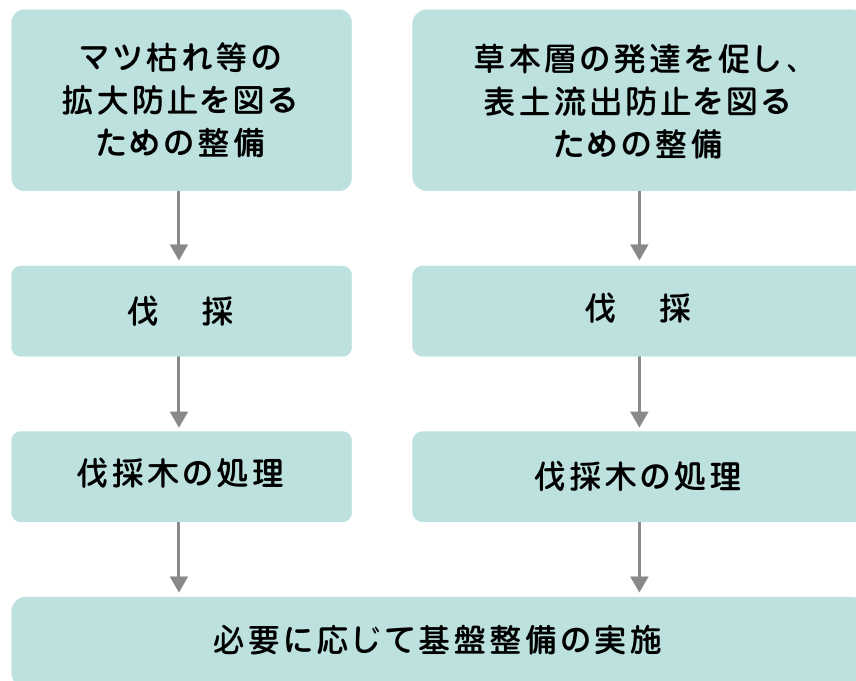 マツ枯れ等の
拡大防止を図る
ための整備
草本層の発達を促し、
表土流出防止を図る
ための整備
伐　採
伐　採
伐採木の処理
伐採木の処理
必要に応じて基盤整備の実施